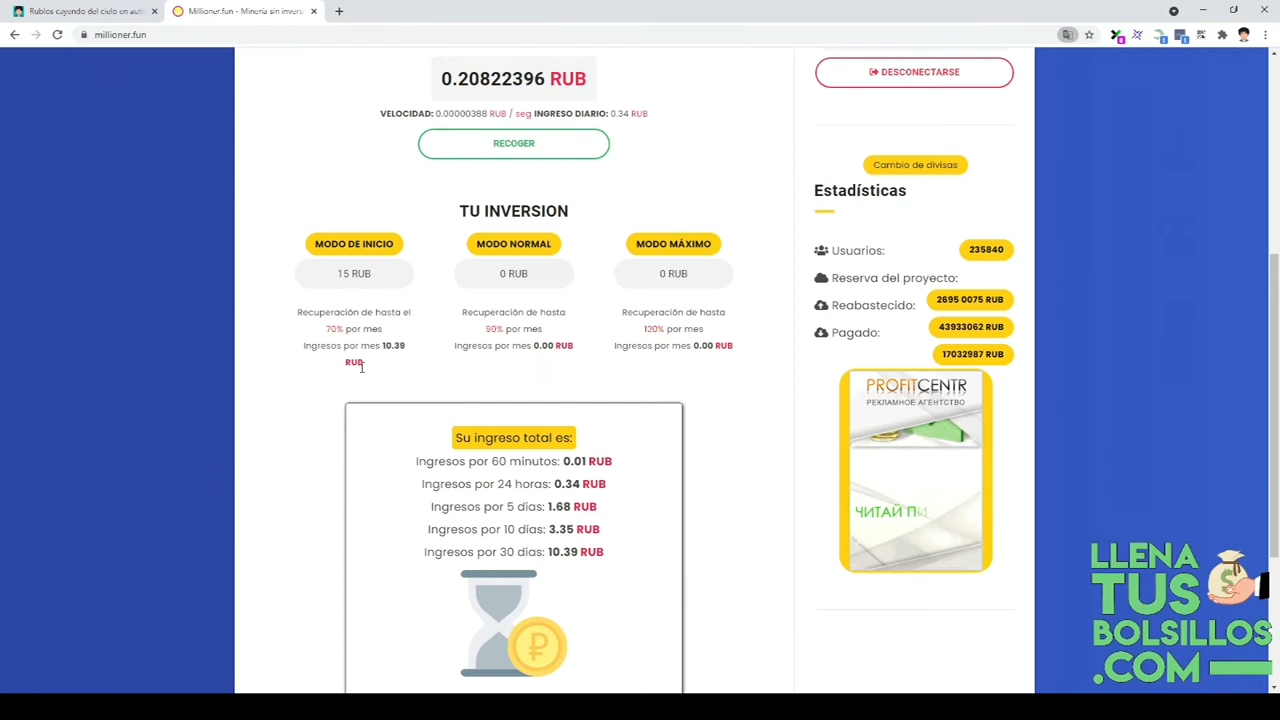 Rublos cuyendo del cielo en auto
Millioner.fun - Minería sin invers
millioner.fun
8
1
1
0.20822396 RUB
VELOCIDAD: 0.00000388 RUB / seg INGRESO DIARIO: 0.34 RUB
RECOGER
TU INVERSION
MODO DE INICIO
MODO NORMAL
MODO MÁXIMO
15 RUB
0 RUB
0 RUB
Recuperación de hasta el
70% por mes
Ingresos por mes 10.39
RUB
Recuperación de hasta
90% por mes
Ingresos por mes 0.00 RUB
Recuperación de hasta
120% por mes
Ingresos por mes 0.00 RUB
Su ingreso total es:
Ingresos por 60 minutos: 0.01 RUB
Ingresos por 24 horas: 0.34 RUB
Ingresos por 5 días: 1.68 RUB
Ingresos por 10 días: 3.35 RUB
Ingresos por 30 días: 10.39 RUB
DESCONECTARSE
Cambio de divisas
Estadísticas
Usuarios: 235840
Reserva del proyecto:
2695 0075 RUB
Reabastecido:
43933062 RUB
Pagado:
17032987 RUB
PROFITCENTR
РЕКЛАМНОЕ АГЕНТСТВО
ЧИТАЙ ПИ
LLENA
TUS
BOLSILLOS
.COM